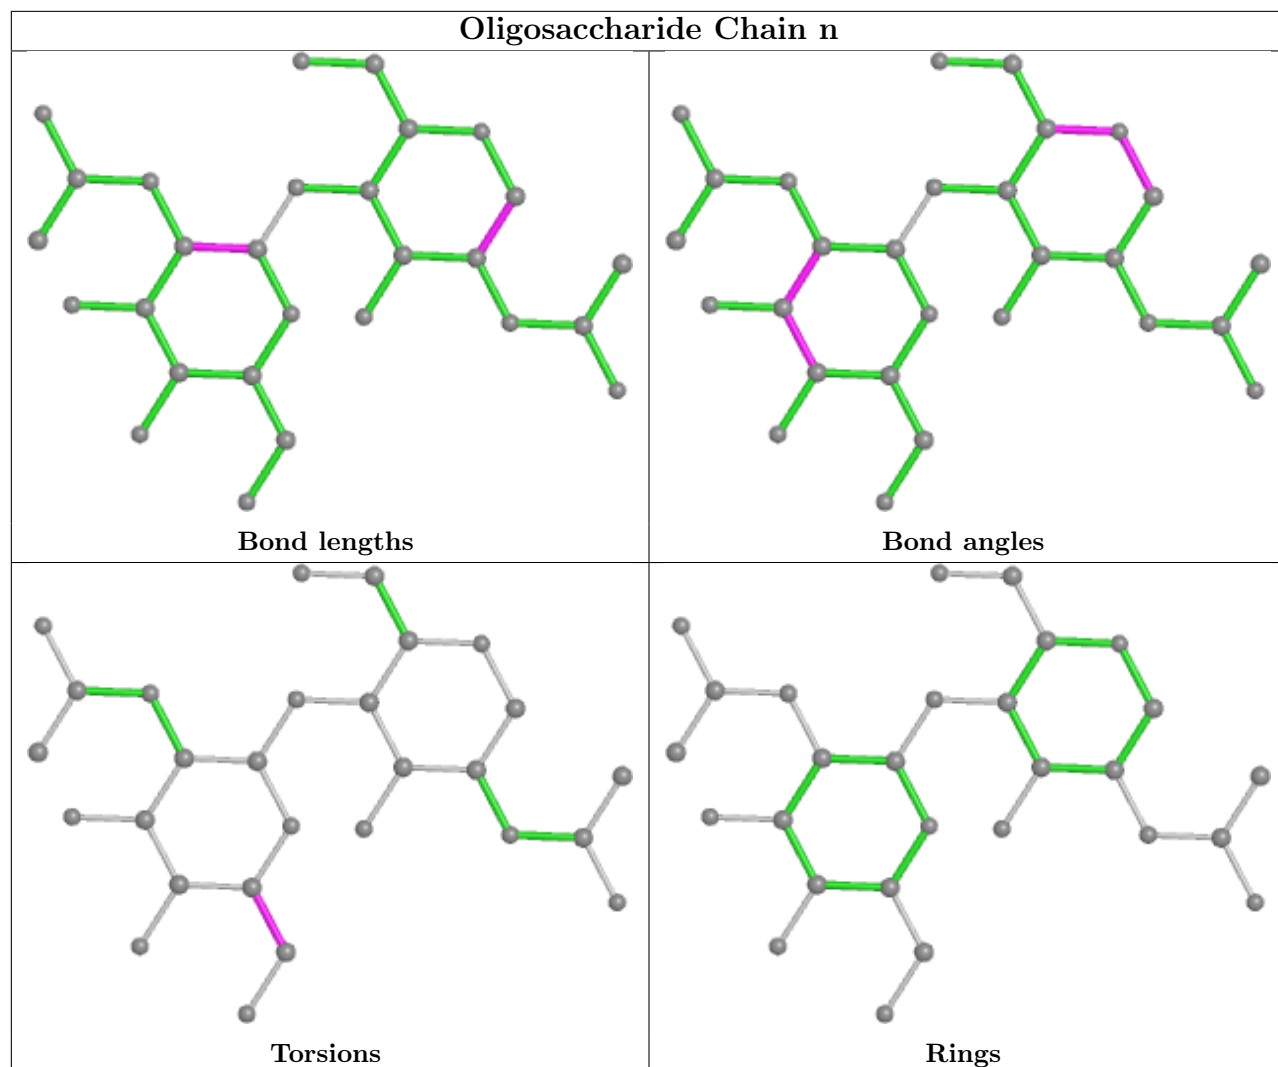 Oligosaccharide Chain n
Bond lengths
Bond angles
Torsions
Rings